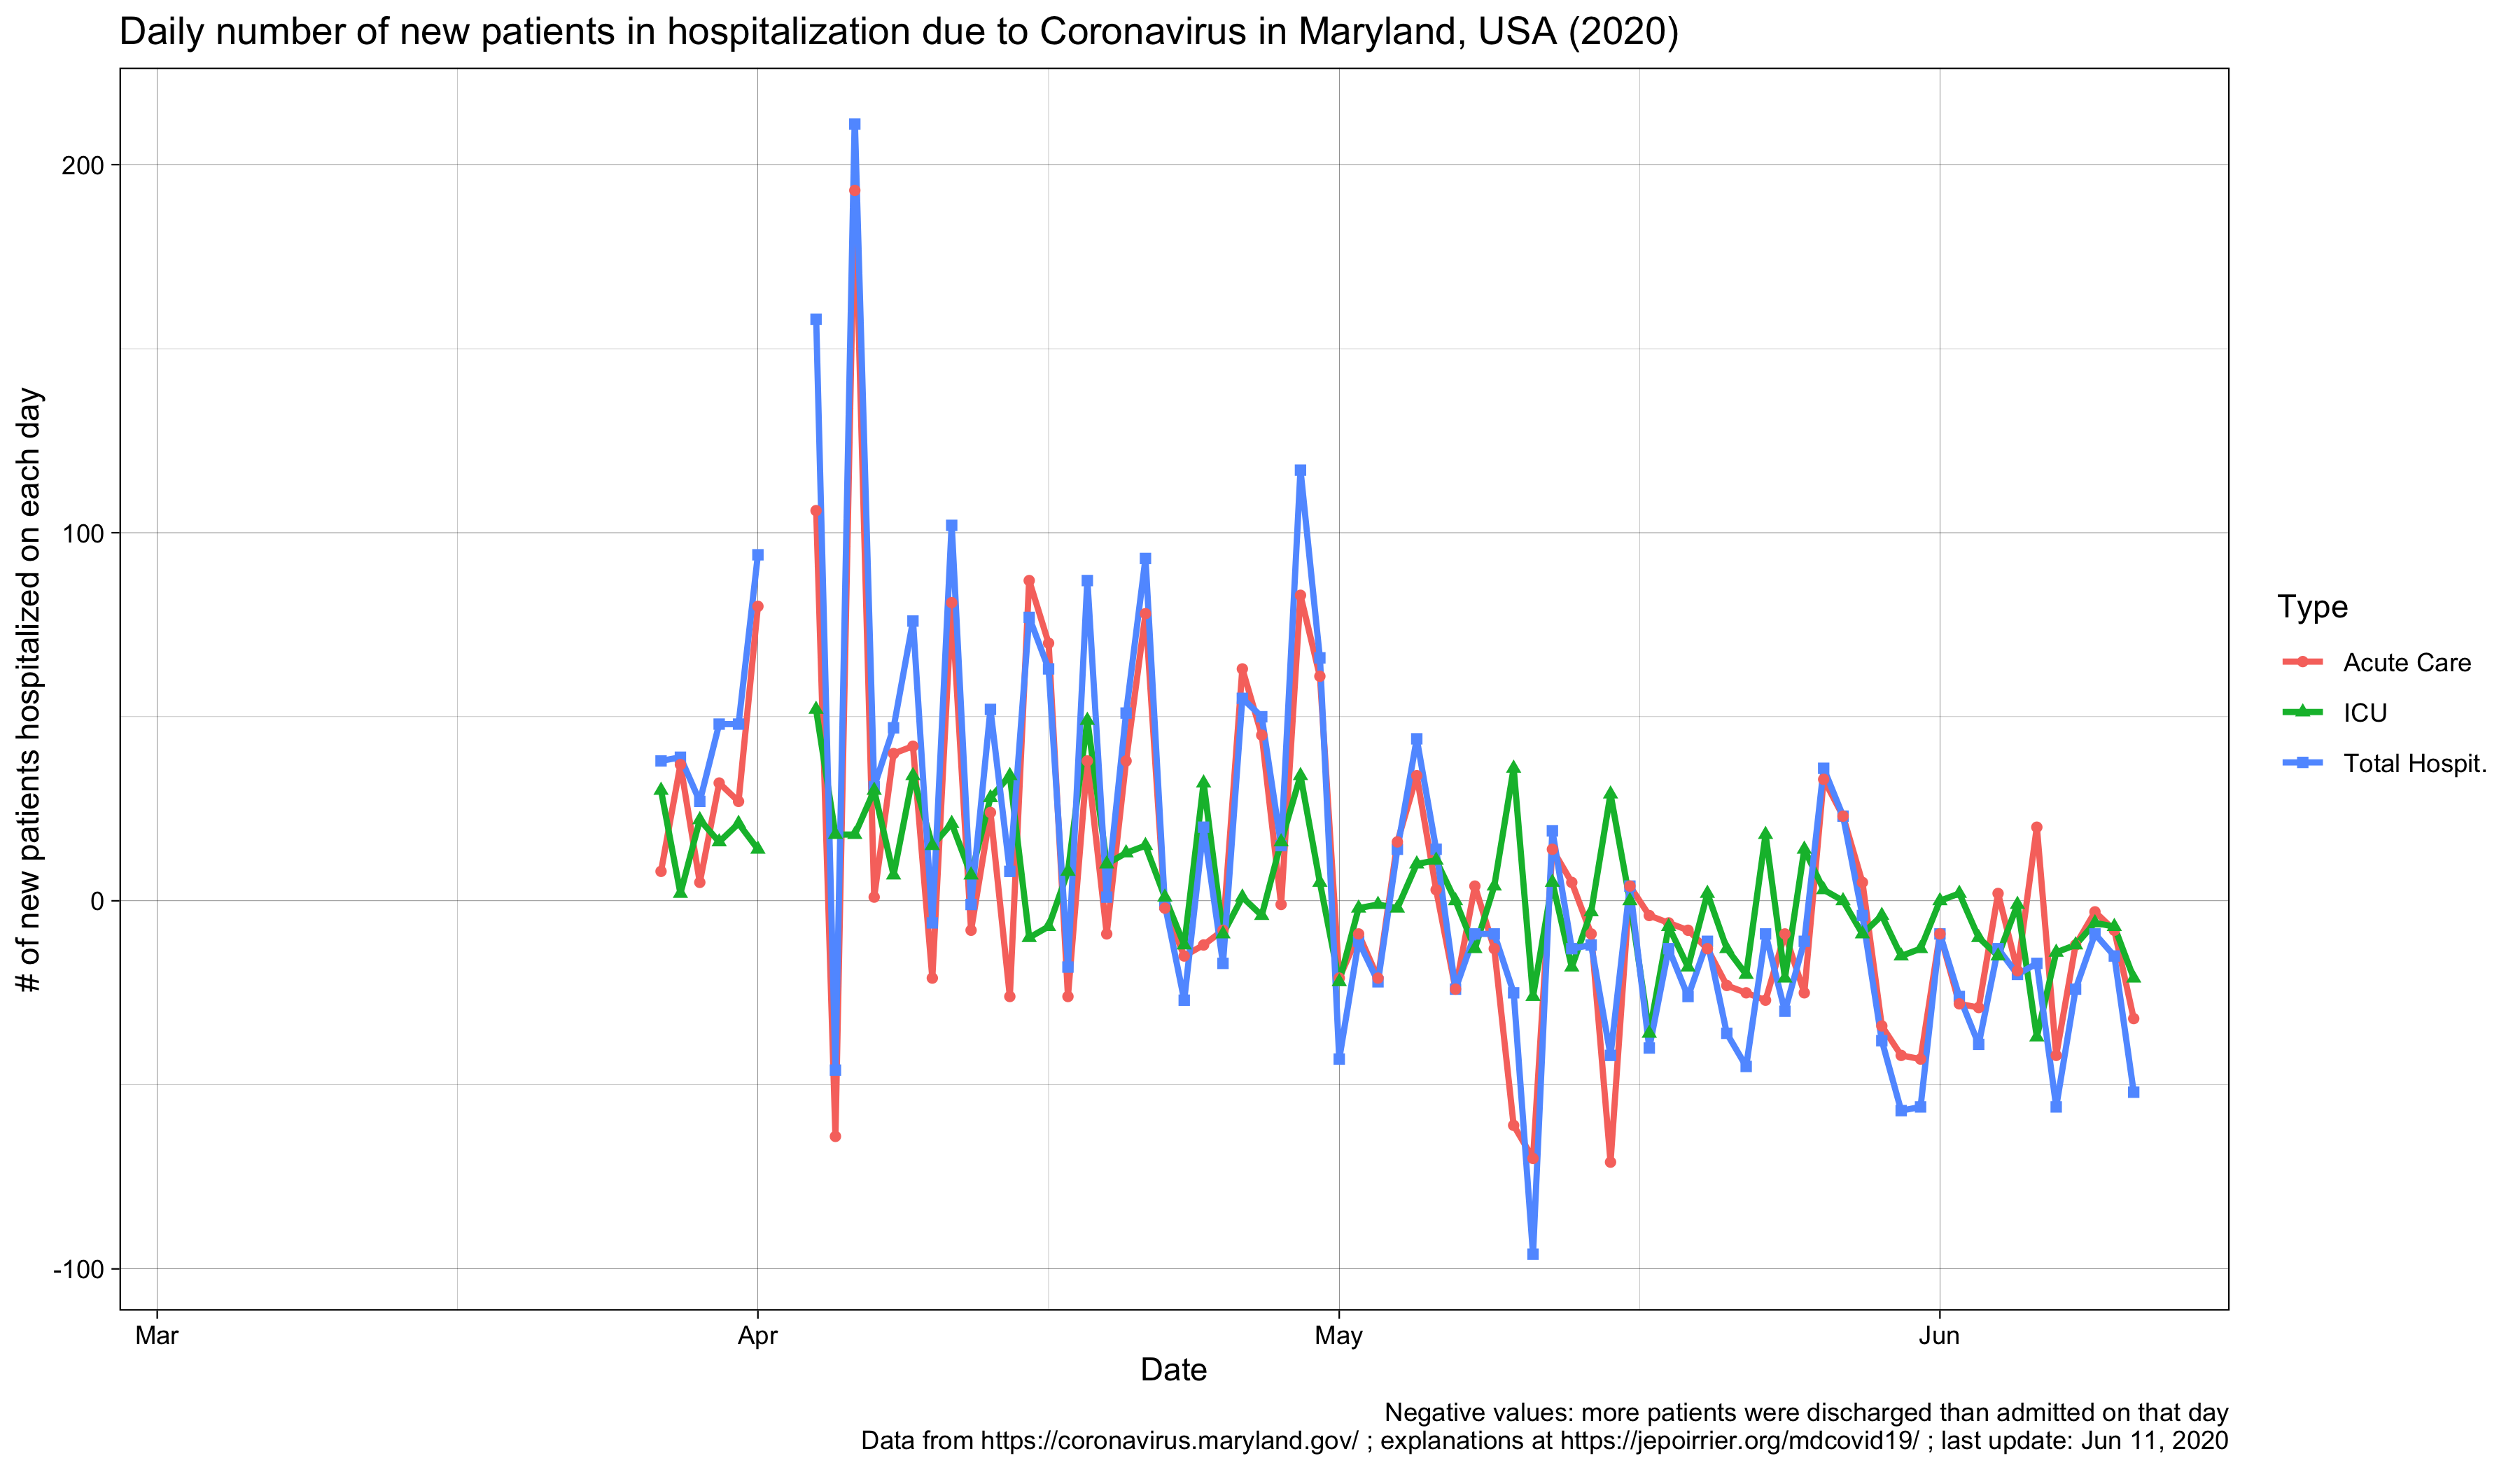 Daily number of new patients in hospitalization due to Coronavirus in Maryland, USA (2020)
# of new patients hospitalized on each day
200
100
0
-100
Mar
Apr
May
Jun
Date
Type
Acute Care
ICU
Total Hospit.
Negative values: more patients were discharged than admitted on that day
Data from https://coronavirus.maryland.gov/ ; explanations at https://jepoirrier.org/mdcovid19/ ; last update: Jun 11, 2020